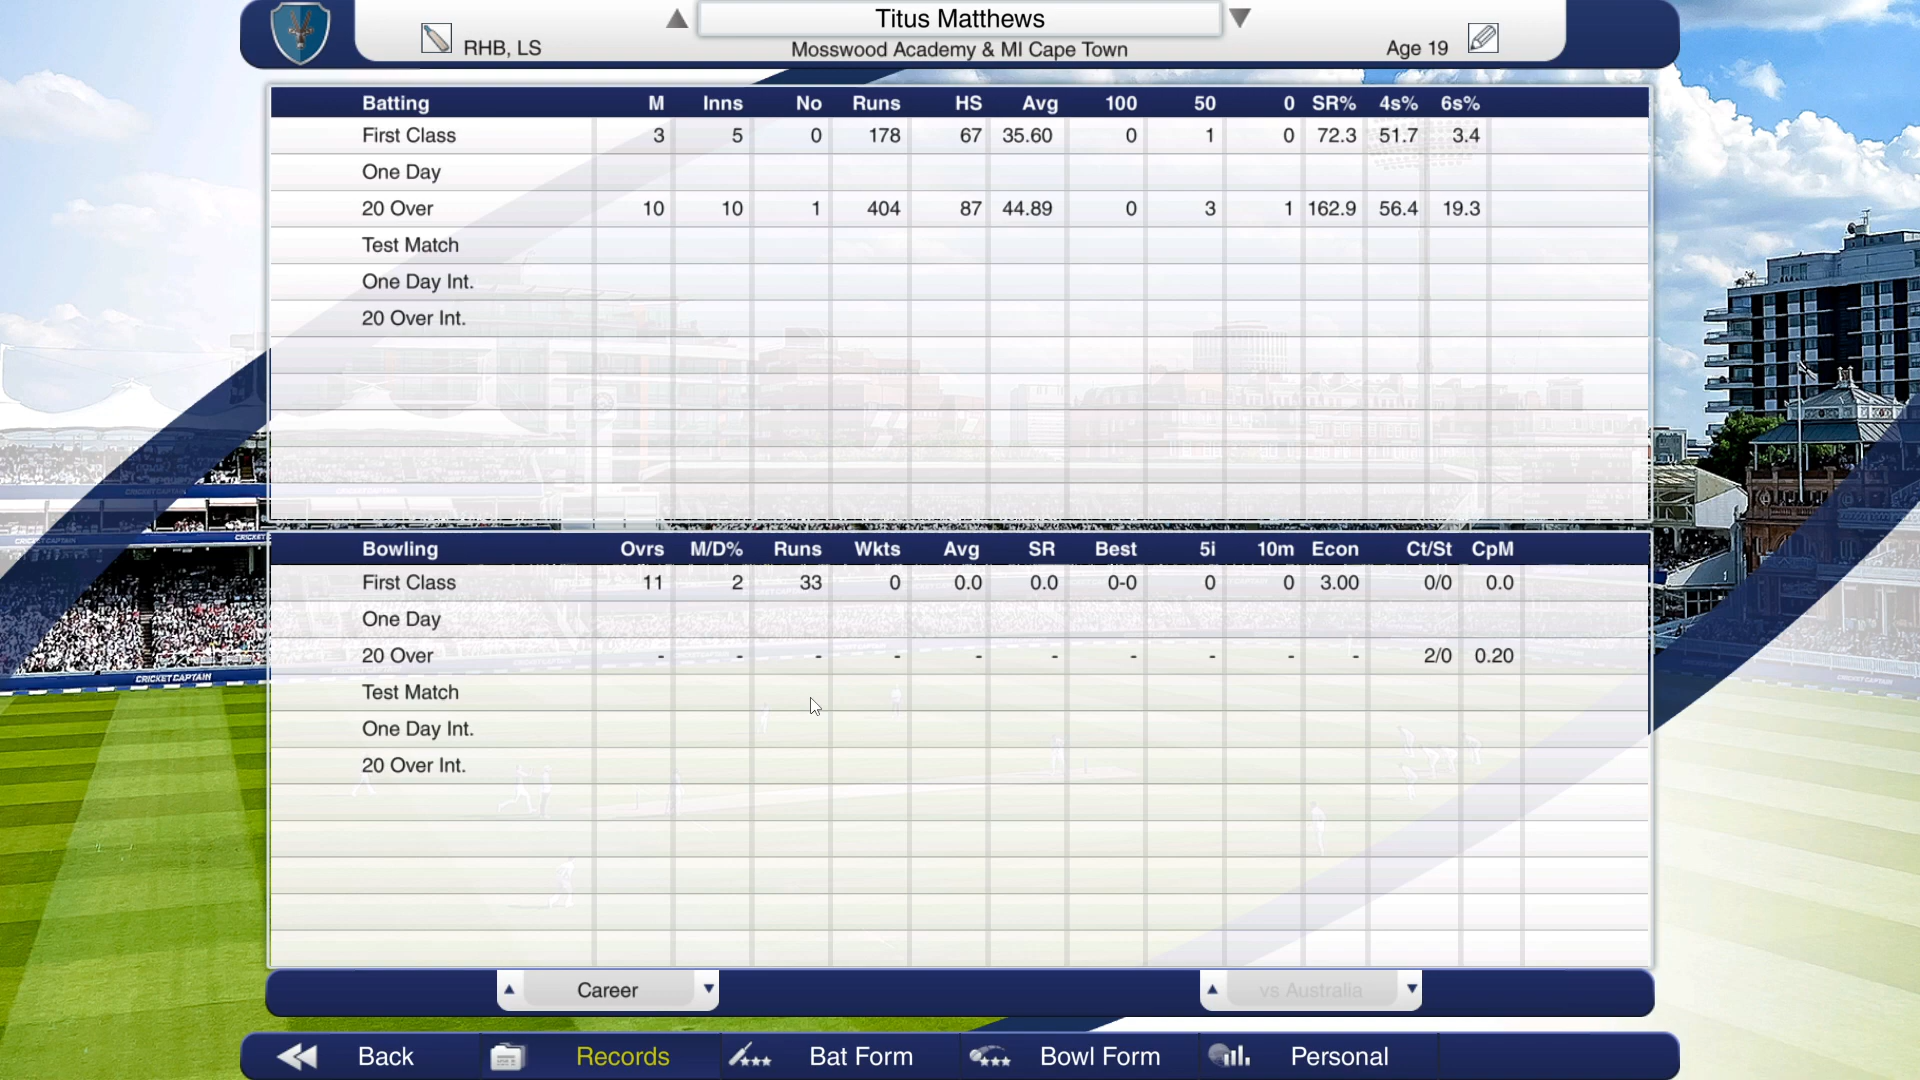 Titus Matthews
RHB, LS
Mosswood Academy & MI Cape Town
Age 19
Batting M Inns No Runs HS Avg 100 50 0 SR% 4s% 6s%
First Class 3 5 0 178 67 35.60 0 1 0 72.3 51.7 3.4
One Day
20 Over 10 10 1 404 87 44.89 0 3 1 162.9 56.4 19.3
Test Match
One Day Int.
20 Over Int.
Bowling Ovrs M/D% Runs Wkts Avg SR Best 5i 10m Econ Ct/St CpM
First Class 11 2 33 0 0.0 0.0 0-0 0 0 3.00 0/0 0.0
One Day
20 Over - - - - - - - - - - 2/0 0.20
Test Match
One Day Int.
20 Over Int.
CRICKET CAPTAIN
Career
vs Australia
Back Records Bat Form Bowl Form Personal